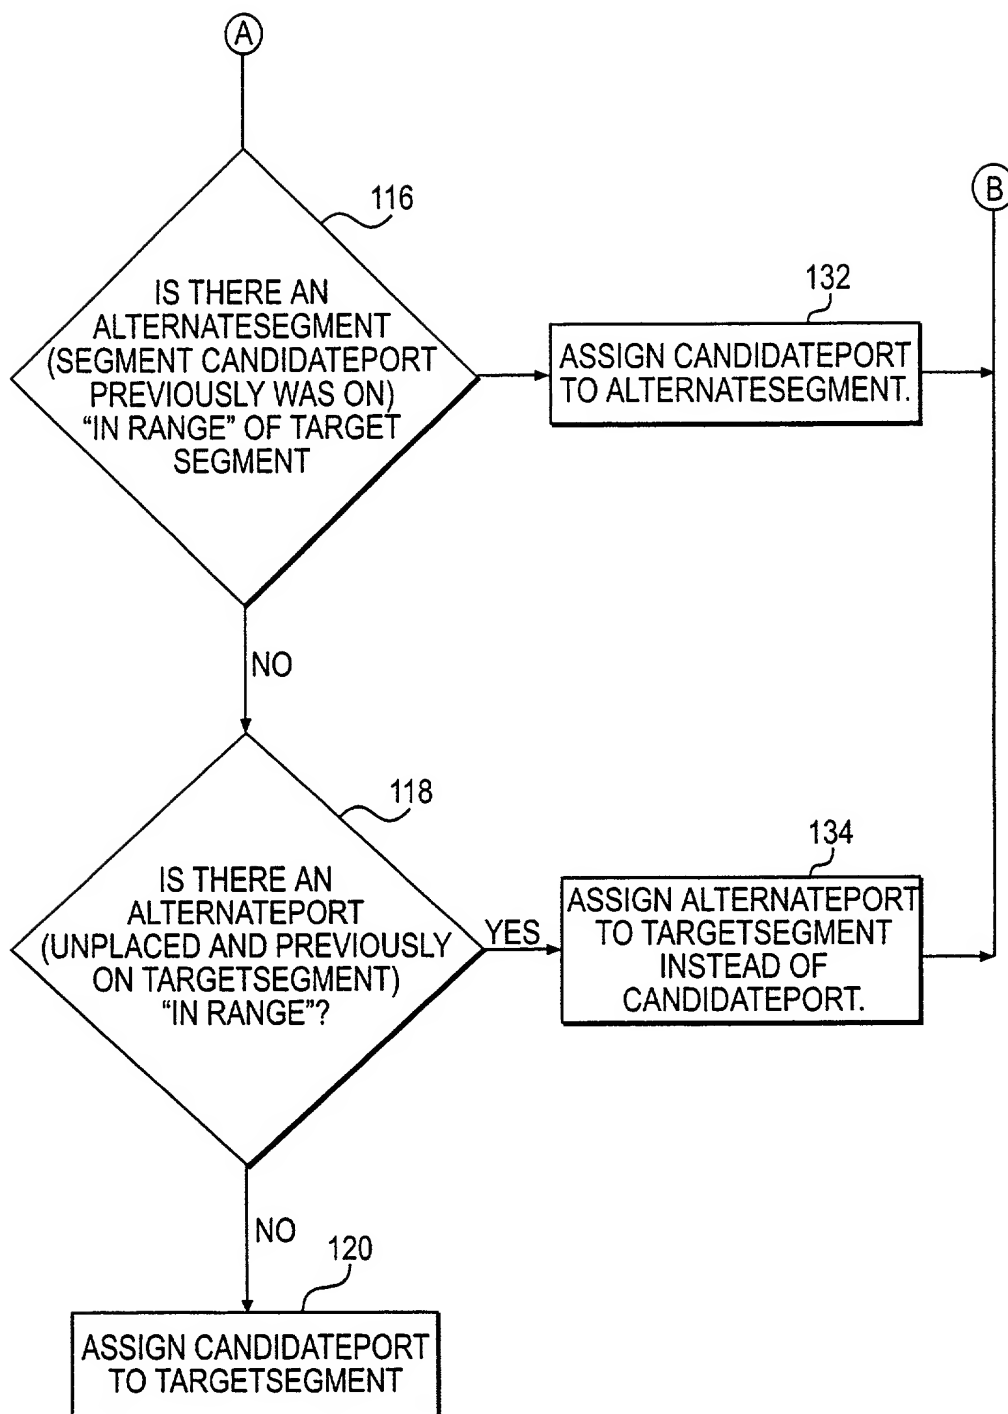 A
116
IS THERE AN
ALTERNATESEGMENT
(SEGMENT CANDIDATEPORT
PREVIOUSLY WAS ON)
“IN RANGE” OF TARGET
SEGMENT
B
132
ASSIGN CANDIDATEPORT
TO ALTERNATESEGMENT.
NO
118
IS THERE AN
ALTERNATEPORT
(UNPLACED AND PREVIOUSLY
ON TARGETSEGMENT)
“IN RANGE”?
YES
134
ASSIGN ALTERNATEPORT
TO TARGETSEGMENT
INSTEAD OF
CANDIDATEPORT.
NO
120
ASSIGN CANDIDATEPORT
TO TARGETSEGMENT